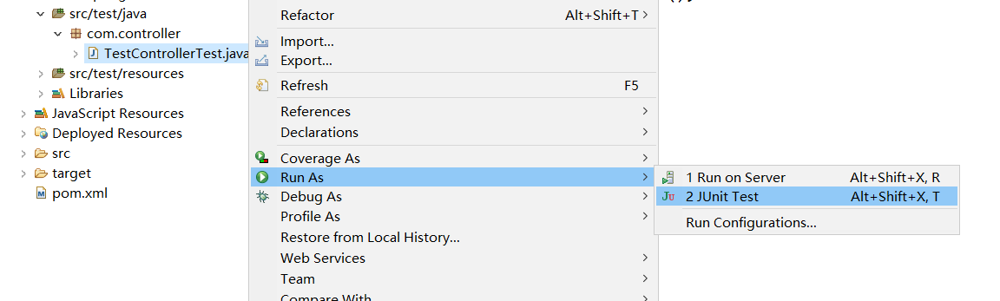 src/test/java
com.controller
TestControllerTest.java
src/test/resources
Libraries
JavaScript Resources
Deployed Resources
src
target
pom.xml
Refactor Alt+Shift+T
Import...
Export...
Refresh F5
References
Declarations
Coverage As
Run As
Debug As
Profile As
Restore from Local History...
Web Services
Team
Compare With
1 Run on Server Alt+Shift+X, R
2 JUnit Test Alt+Shift+X, T
Run Configurations...